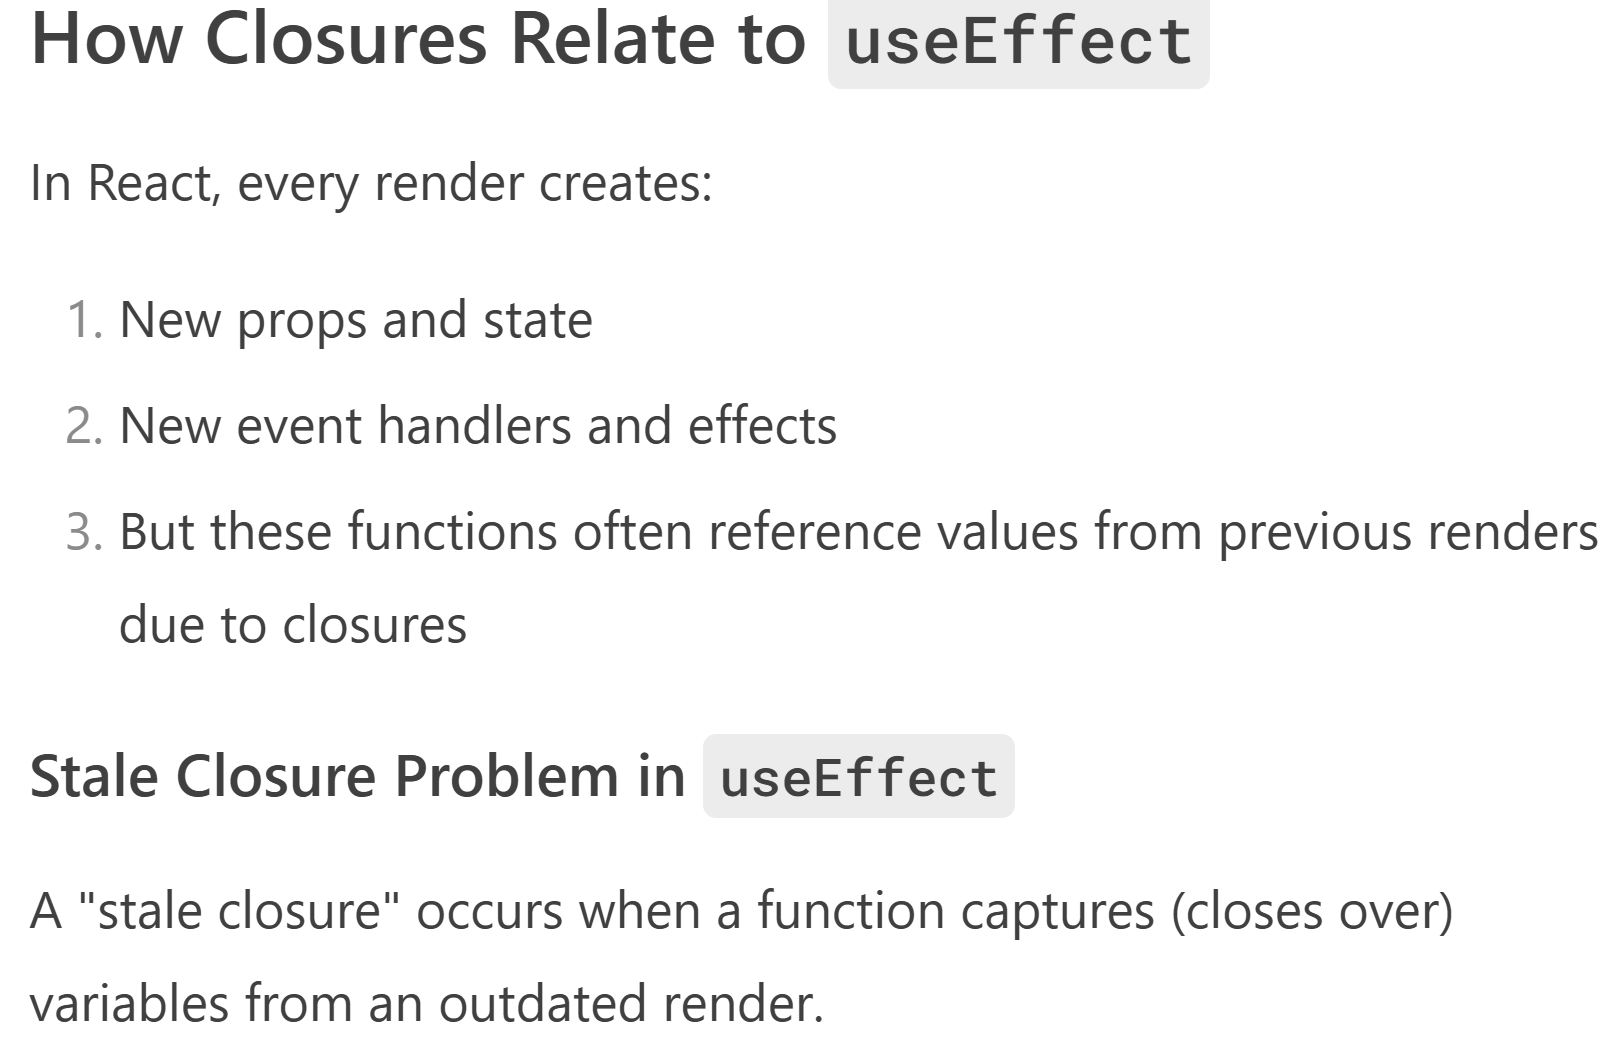 How Closures Relate to useEffect
In React, every render creates:
1. New props and state
2. New event handlers and effects
3. But these functions often reference values from previous renders
due to closures
Stale Closure Problem in useEffect
A "stale closure" occurs when a function captures (closes over)
variables from an outdated render.